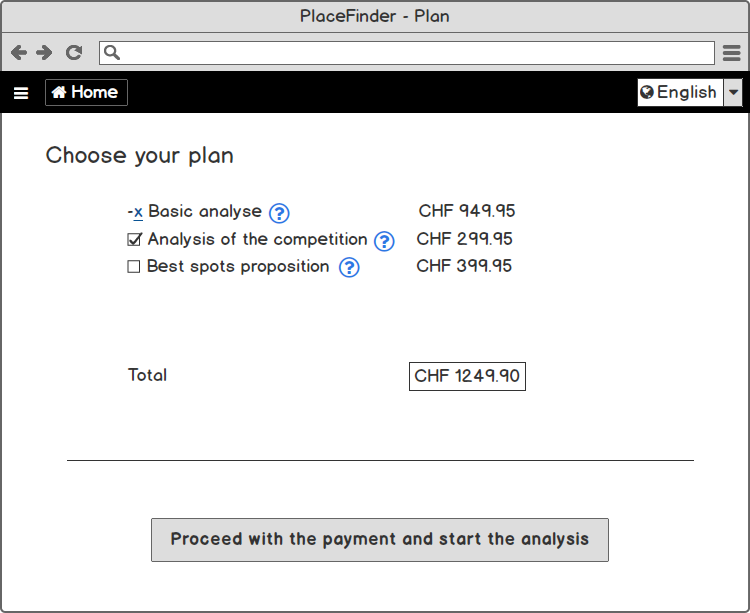 PlaceFinder - Plan
Home
English
Choose your plan
-x Basic analyse ? CHF 949.95
Analysis of the competition ? CHF 299.95
Best spots proposition ? CHF 399.95
Total CHF 1249.90
Proceed with the payment and start the analysis